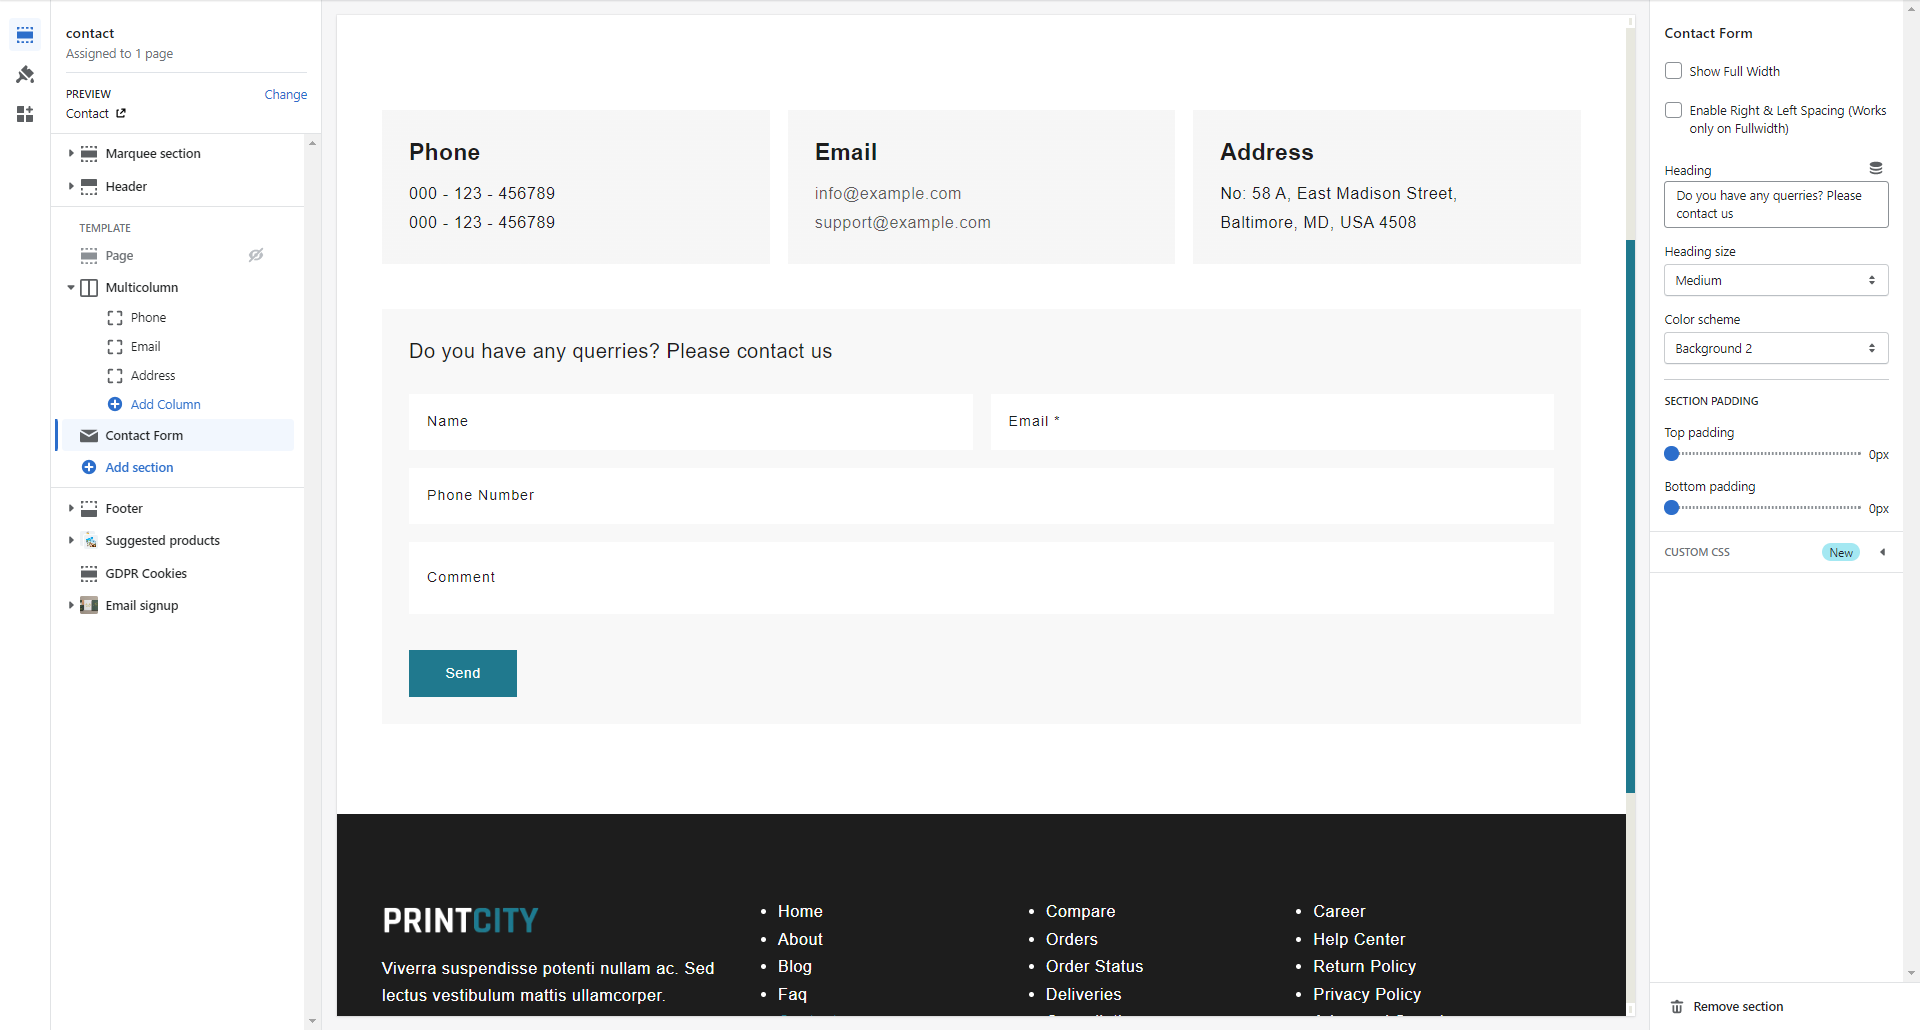 contact
Assigned to 1 page
PREVIEW
Change
Contact
Marquee section
Header
TEMPLATE
Page
Multicolumn
Phone
Email
Address
Add Column
Contact Form
Add section
Footer
Suggested products
GDPR Cookies
Email signup
Phone
000 - 123 - 456789
000 - 123 - 456789
Email
info@example.com
support@example.com
Address
No: 58 A, East Madison Street,
Baltimore, MD, USA 4508
Do you have any querries? Please contact us
Name
Email *
Phone Number
Comment
Send
PRINTCITY
Viverra suspendisse potenti nullam ac. Sed
lectus vestibulum mattis ullamcorper.
Home
About
Blog
Faq
Compare
Orders
Order Status
Deliveries
Career
Help Center
Return Policy
Privacy Policy
Contact Form
Show Full Width
Enable Right & Left Spacing (Works
only on Fullwidth)
Heading
Do you have any querries? Please
contact us
Heading size
Medium
Color scheme
Background 2
SECTION PADDING
Top padding
0px
Bottom padding
0px
CUSTOM CSS
New
Remove section